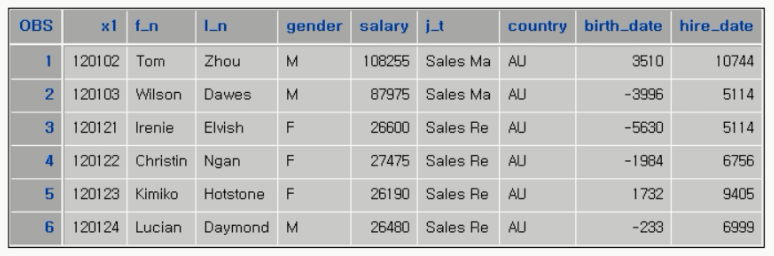 OBS x1 f_n l_n gender salary j_t country birth_date hire_date
1 120102 Tom Zhou M 108255 Sales Ma AU 3510 10744
2 120103 Wilson Dawes M 87975 Sales Ma AU -3996 5114
3 120121 Irenie Elvish F 26600 Sales Re AU -5630 5114
4 120122 Christin Ngan F 27475 Sales Re AU -1984 6756
5 120123 Kimiko Hotstone F 26190 Sales Re AU 1732 9405
6 120124 Lucian Daymond M 26480 Sales Re AU -233 6999